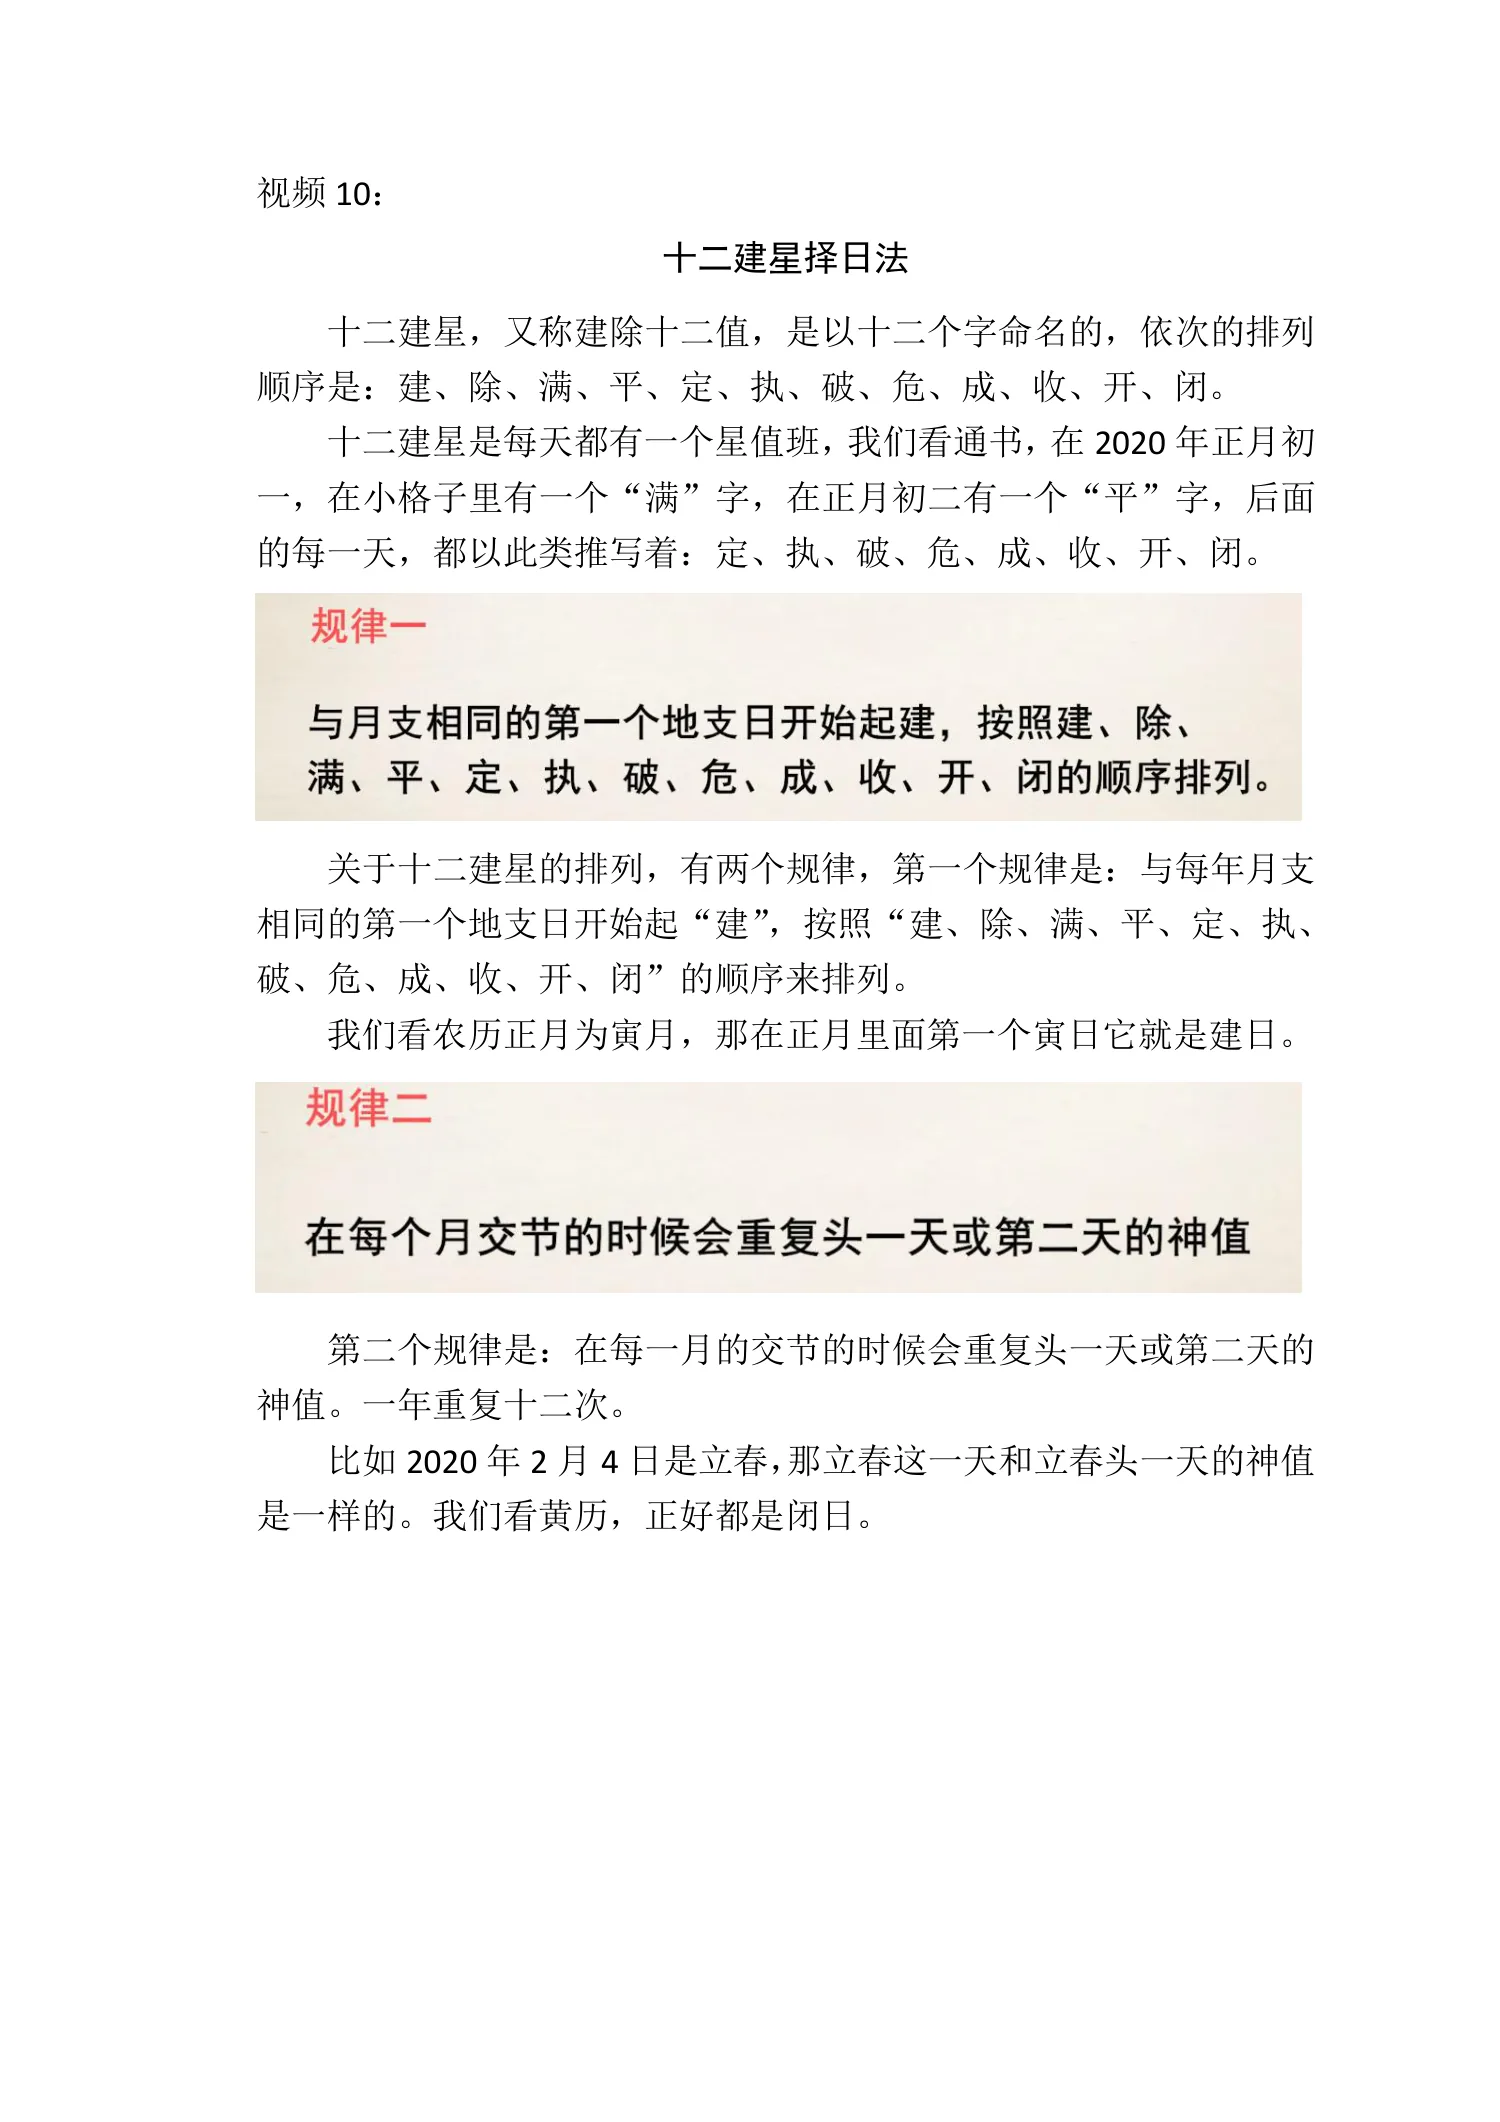 视频 10：
十二建星择日法
十二建星，又称建除十二值，是以十二个字命名的，依次的排列
顺序是：建、除、满、平、定、执、破、危、成、收、开、闭。
十二建星是每天都有一个星值班，我们看通书，在 2020 年正月初
一，在小格子里有一个“满”字，在正月初二有一个“平”字，后面
的每一天，都以此类推写着：定、执、破、危、成、收、开、闭。
规律一
与月支相同的第一个地支日开始起建，按照建、除、
满、平、定、执、破、危、成、收、开、闭的顺序排列。
关于十二建星的排列，有两个规律，第一个规律是：与每年月支
相同的第一个地支日开始起“建”，按照“建、除、满、平、定、执、
破、危、成、收、开、闭”的顺序来排列。
我们看农历正月为寅月，那在正月里面第一个寅日它就是建日。
规律二
在每个月交节的时候会重复头一天或第二天的神值
第二个规律是：在每一月的交节的时候会重复头一天或第二天的
神值。一年重复十二次。
比如 2020 年 2 月 4 日是立春，那立春这一天和立春头一天的神值
是一样的。我们看黄历，正好都是闭日。